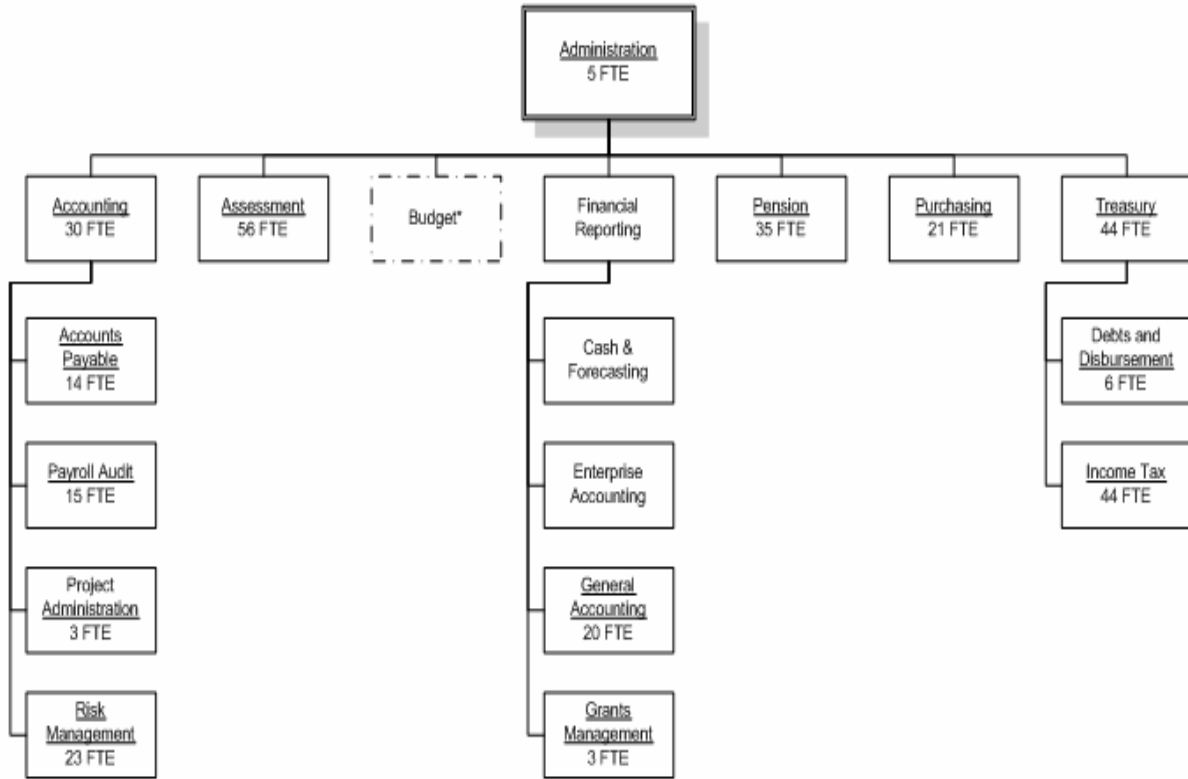 Administration
5 FTE
Accounting
30 FTE
Assessment
56 FTE
Budget*
Financial
Reporting
Pension
35 FTE
Purchasing
21 FTE
Treasury
44 FTE
Accounts
Payable
14 FTE
Cash &
Forecasting
Debts and
Disbursement
6 FTE
Payroll Audit
15 FTE
Enterprise
Accounting
Income Tax
44 FTE
Project
Administration
3 FTE
General
Accounting
20 FTE
Risk
Management
23 FTE
Grants
Management
3 FTE